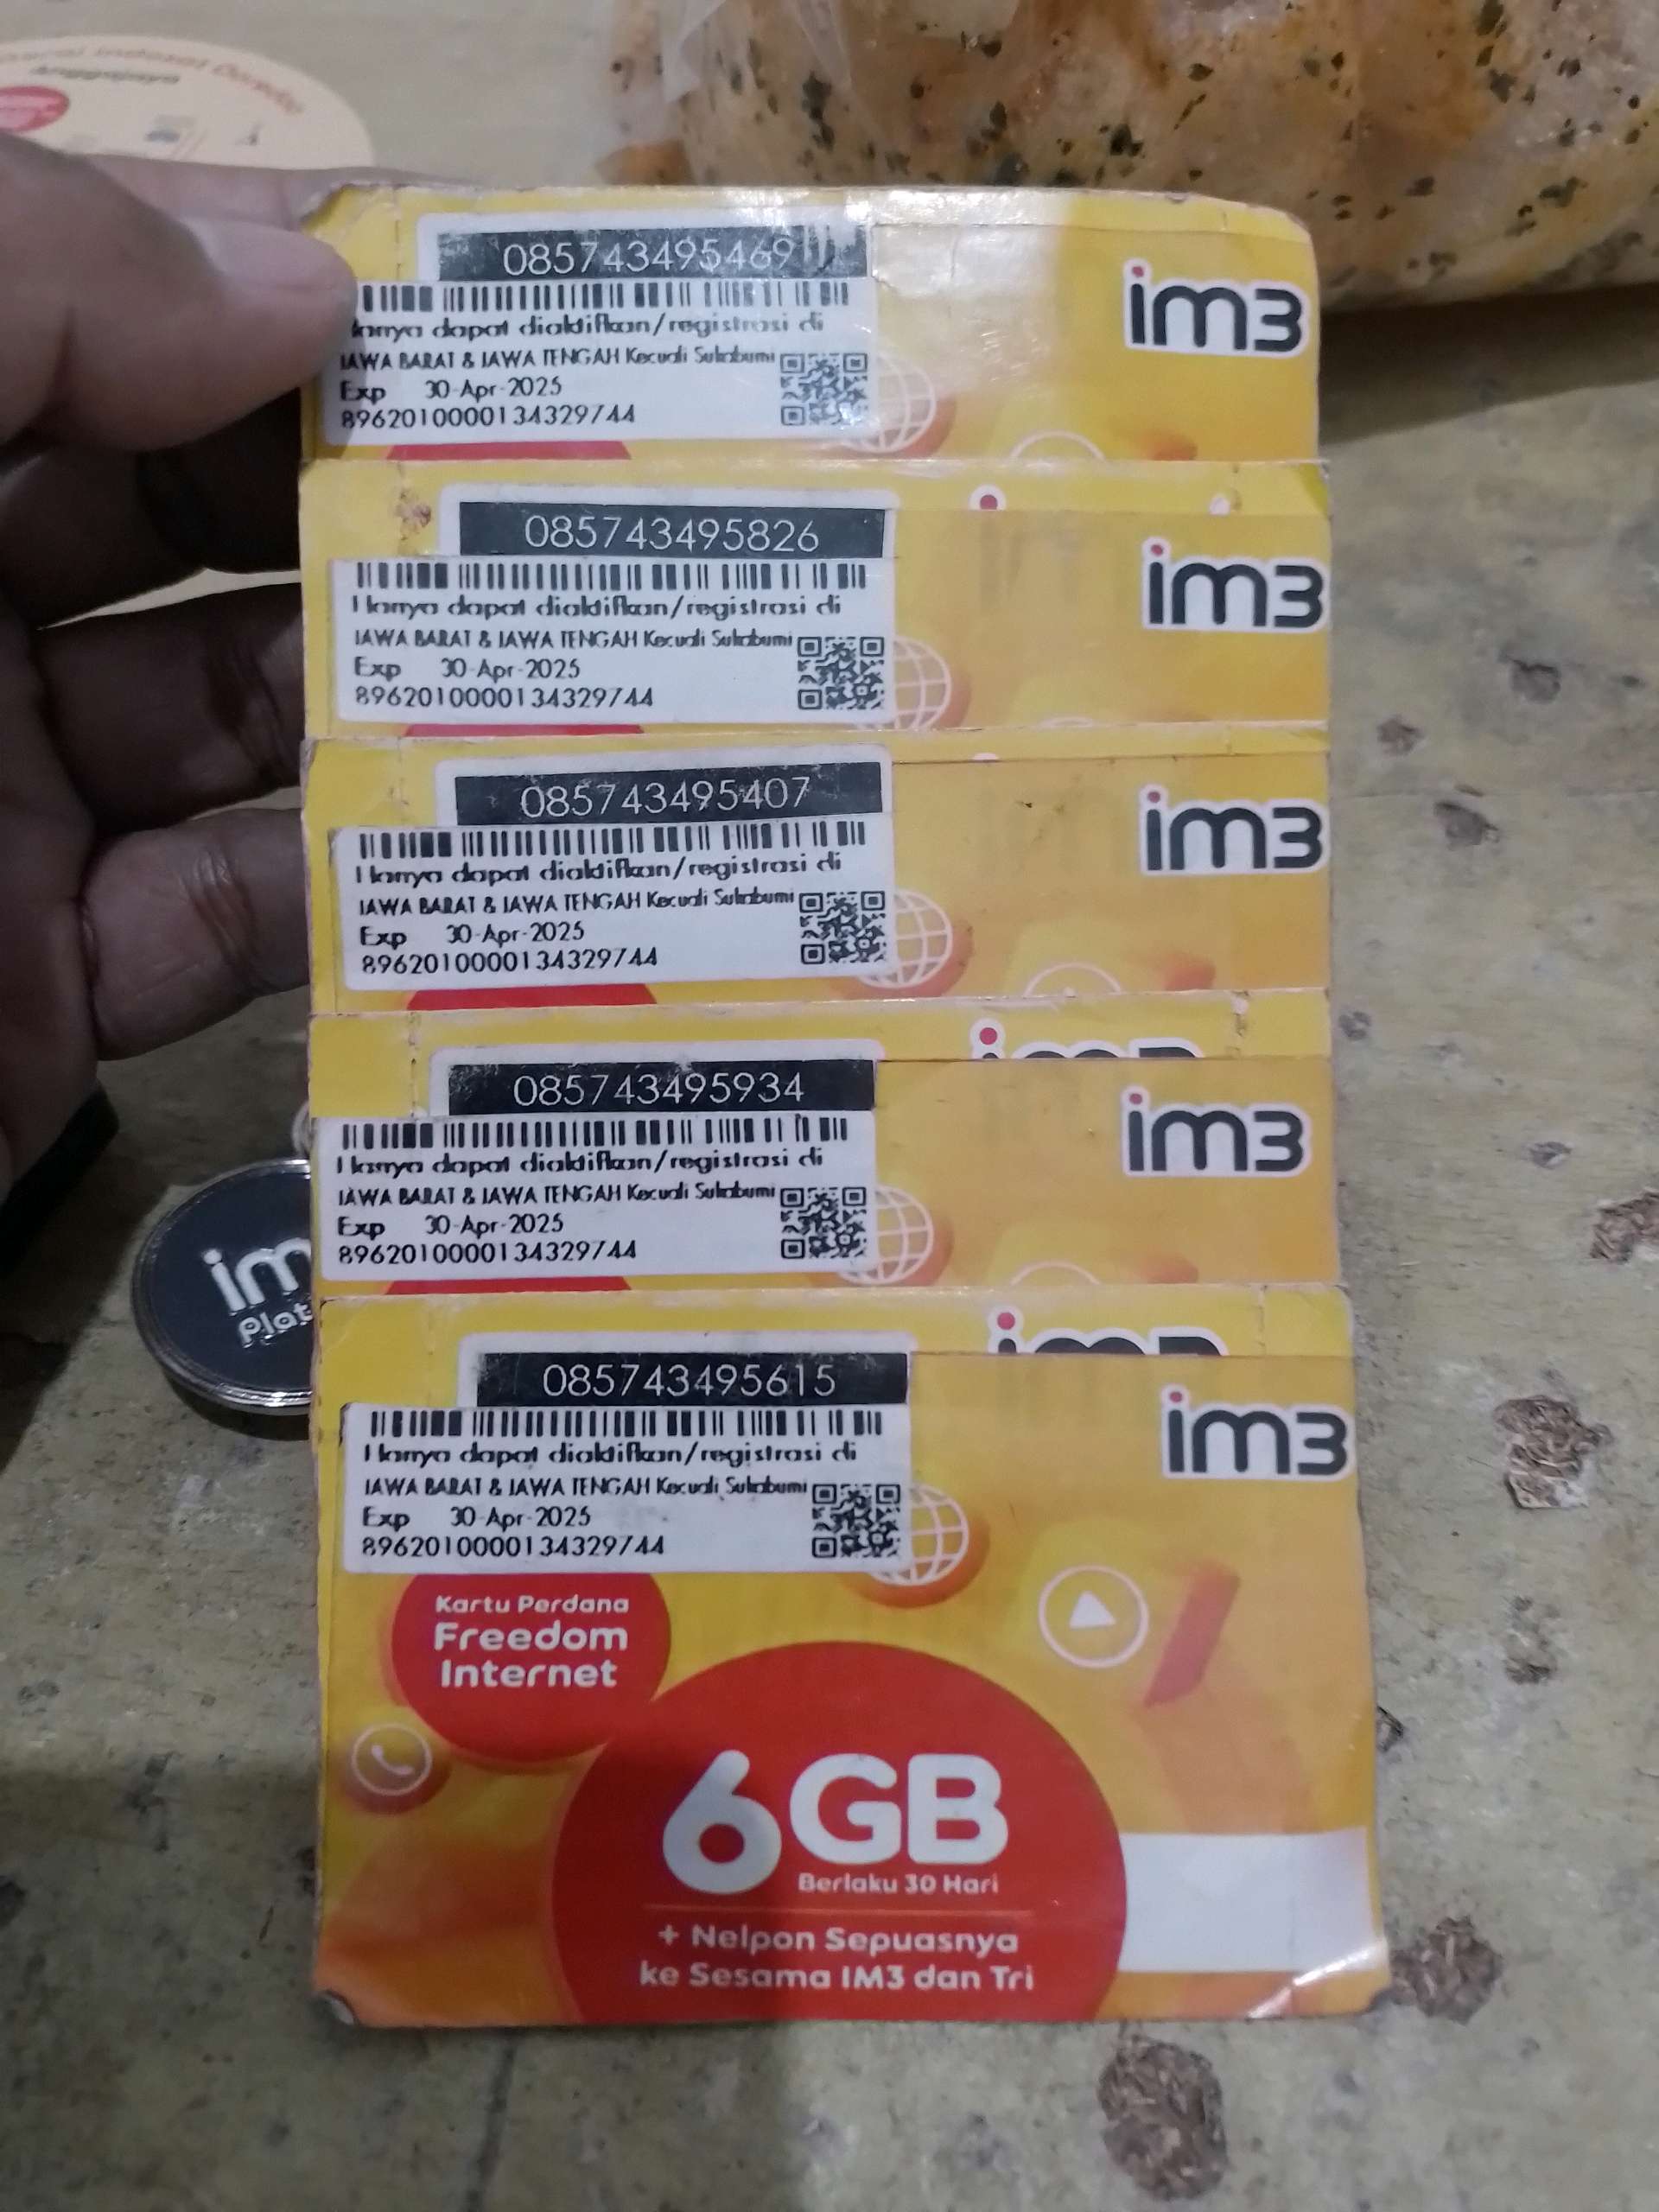 085743495469
Hanya dapat diaktifkan/registrasi di
JAWA BARAT & JAWA TENGAH Kecuali Sukabumi
Exp 30-Apr-2025
8962010000134329744
im3
085743495826
Hanya dapat diaktifkan/registrasi di
JAWA BARAT & JAWA TENGAH Kecuali Sukabumi
Exp 30-Apr-2025
8962010000134329744
im3
085743495407
Hanya dapat diaktifkan/registrasi di
JAWA BARAT & JAWA TENGAH Kecuali Sukabumi
Exp 30-Apr-2025
8962010000134329744
im3
085743495934
Hanya dapat diaktifkan/registrasi di
JAWA BARAT & JAWA TENGAH Kecuali Sukabumi
Exp 30-Apr-2025
8962010000134329744
im3
085743495615
Hanya dapat diaktifkan/registrasi di
JAWA BARAT & JAWA TENGAH Kecuali Sukabumi
Exp 30-Apr-2025
8962010000134329744
im3
Kartu Perdana
Freedom
Internet
6GB
Berlaku 30 Hari
+ Nelpon Sepuasnya
ke Sesama IM3 dan Tri